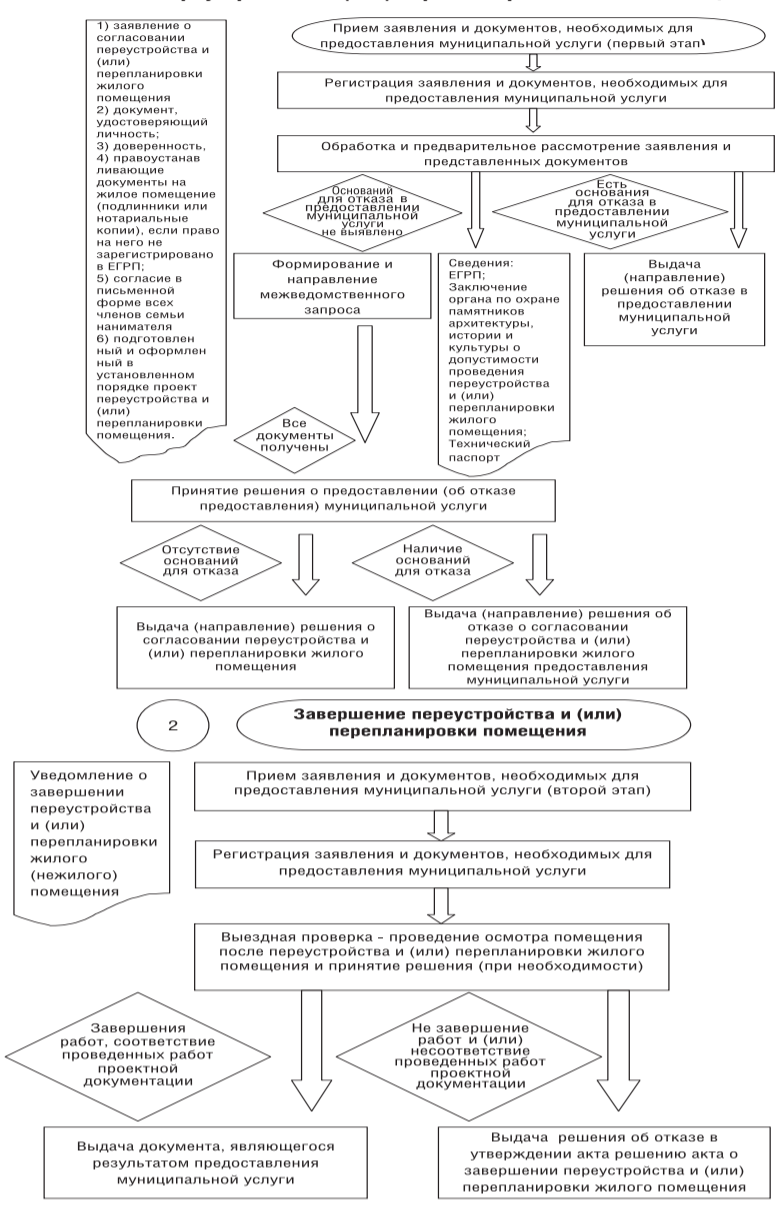 1) заявление о
согласовании
переустройства и
(или)
перепланировки
жилого
помещения
2) документ,
удостоверяющий
личность;
3) доверенность,
4) правоустанав
ливающие
документы на
жилое помещение
(подлинники или
нотариальные
копии), если право
на него не
зарегистрировано
в ЕГРП;
5) согласие в
письменной
форме всех
членов семьи
нанимателя
6) подготовлен
ный и оформлен
ный в
установленном
порядке проект
переустройства и
(или)
перепланировки
помещения.
Прием заявления и документов, необходимых для
предоставления муниципальной услуги (первый этап)
Регистрация заявления и документов, необходимых для
предоставления муниципальной услуги
Обработка и предварительное рассмотрение заявления и
представленных документов
Оснований
для отказа в
предоставлении
муниципальной
услуги
не выявлено
Есть
основания
для отказа в
предоставлении
муниципальной
услуги
Формирование и
направление
межведомственного
запроса
Сведения:
ЕГРП;
Заключение
органа по охране
памятников
архитектуры,
истории и
культуры о
допустимости
проведения
переустройства
и (или)
перепланировки
жилого
помещения;
Технический
паспорт
Выдача
(направление)
решения об отказе в
предоставлении
муниципальной
услуги
Все
документы
получены
Принятие решения о предоставлении (об отказе
предоставления) муниципальной услуги
Отсутствие
оснований
для отказа
Наличие
оснований
для отказа
Выдача (направление) решения о
согласовании переустройства и
(или) перепланировки жилого
помещения
Выдача (направление) решения об
отказе о согласовании
переустройства и (или)
перепланировки жилого
помещения предоставления
муниципальной услуги
2
Завершение переустройства и (или)
перепланировки помещения
Уведомление о
завершении
переустройства
и (или)
перепланировки
жилого
(нежилого)
помещения
Прием заявления и документов, необходимых для
предоставления муниципальной услуги (второй этап)
Регистрация заявления и документов, необходимых для
предоставления муниципальной услуги
Выездная проверка - проведение осмотра помещения
после переустройства и (или) перепланировки жилого
помещения и принятие решения (при необходимости)
Завершения
работ, соответствие
проведенных работ
проектной
документации
Не завершение
работ и (или)
несоответствие
проведенных работ
проектной
документации
Выдача документа, являющегося
результатом предоставления
муниципальной услуги
Выдача решения об отказе в
утверждении акта решению акта о
завершении переустройства и (или)
перепланировки жилого помещения